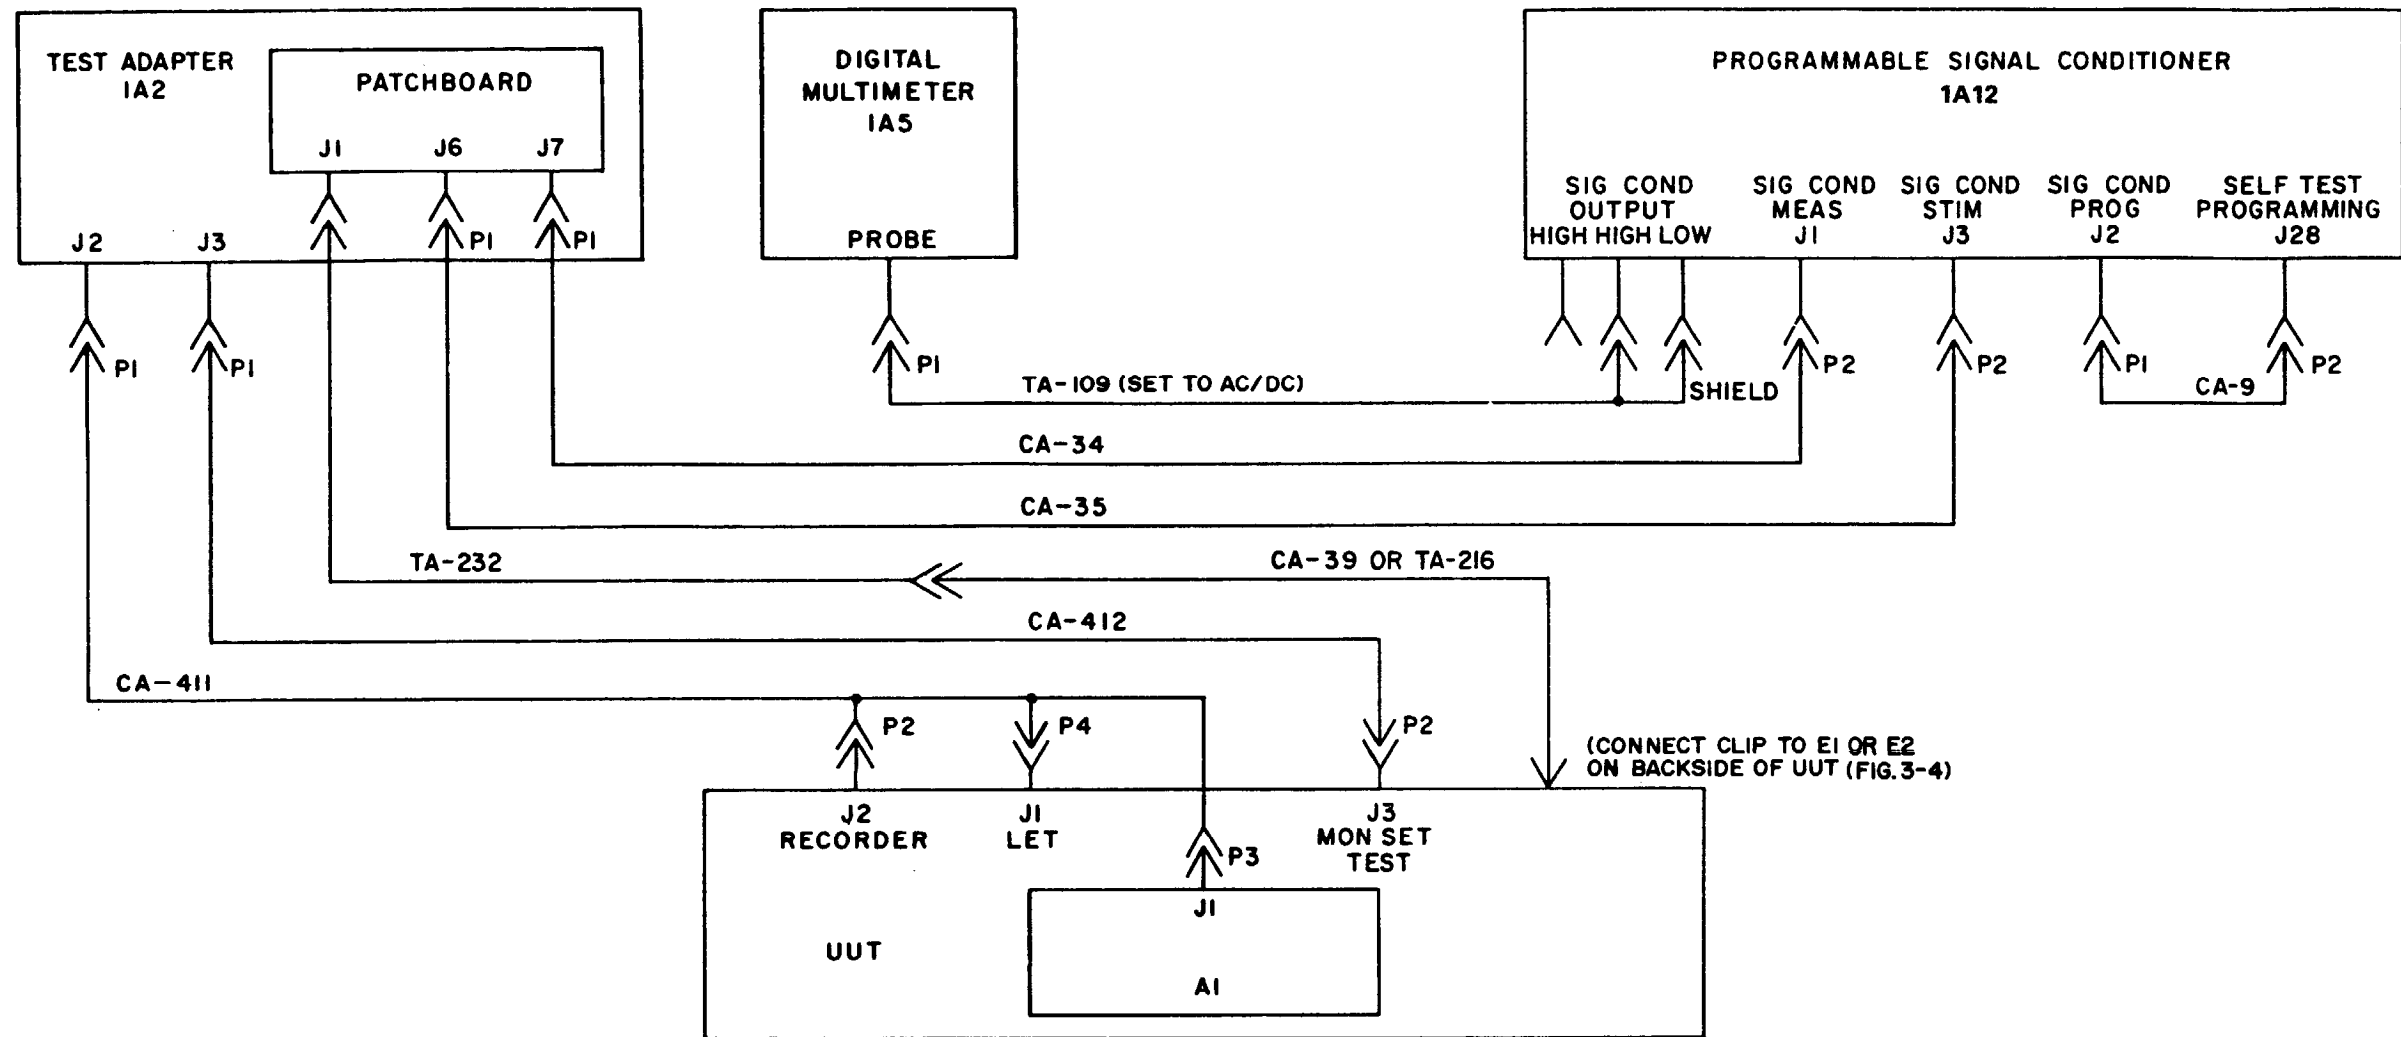 TEST ADAPTER
1A2
PATCHBOARD
J1
J6
J7
P1
P1
J2
J3
P1
P1
DIGITAL
MULTIMETER
1A5
PROBE
P1
PROGRAMMABLE SIGNAL CONDITIONER
1A12
SIG COND
OUTPUT
HIGH HIGH LOW
SIG COND
MEAS
J1
SIG COND
STIM
J3
SIG COND
PROG
J2
SELF TEST
PROGRAMMING
J28
P2
P2
P1
P2
TA-109 (SET TO AC/DC)
SHIELD
CA-9
CA-34
CA-35
TA-232
CA-39 OR TA-216
CA-412
CA-411
P2
P4
P2
(CONNECT CLIP TO E1 OR E2
ON BACKSIDE OF UUT (FIG. 3-4)
J2
RECORDER
J1
LET
P3
J3
MON SET
TEST
J1
UUT
A1